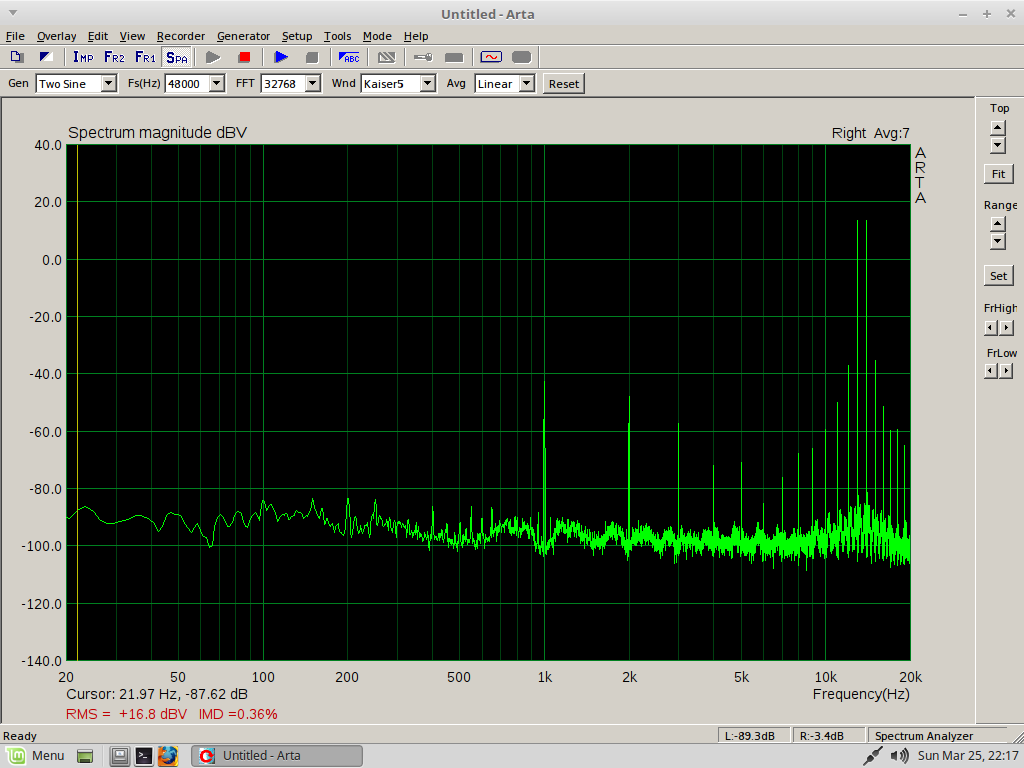 Untitled - Arta
File Overlay Edit View Recorder Generator Setup Tools Mode Help
IMP FR2 FR1 SPA ABC
Gen Two Sine Fs(Hz) 48000 FFT 32768 Wnd Kaiser5 Avg Linear Reset
Top
Fit
Range
Set
FrHigh
FrLow
Spectrum magnitude dBV Right Avg:7
A
R
T
A
40.0
20.0
0.0
-20.0
-40.0
-60.0
-80.0
-100.0
-120.0
-140.0
20 50 100 200 500 1k 2k 5k 10k 20k
Cursor: 21.97 Hz, -87.62 dB Frequency(Hz)
RMS = +16.8 dBV IMD =0.36%
Ready L:-89.3dB R:-3.4dB Spectrum Analyzer
Menu Untitled - Arta Sun Mar 25, 22:17